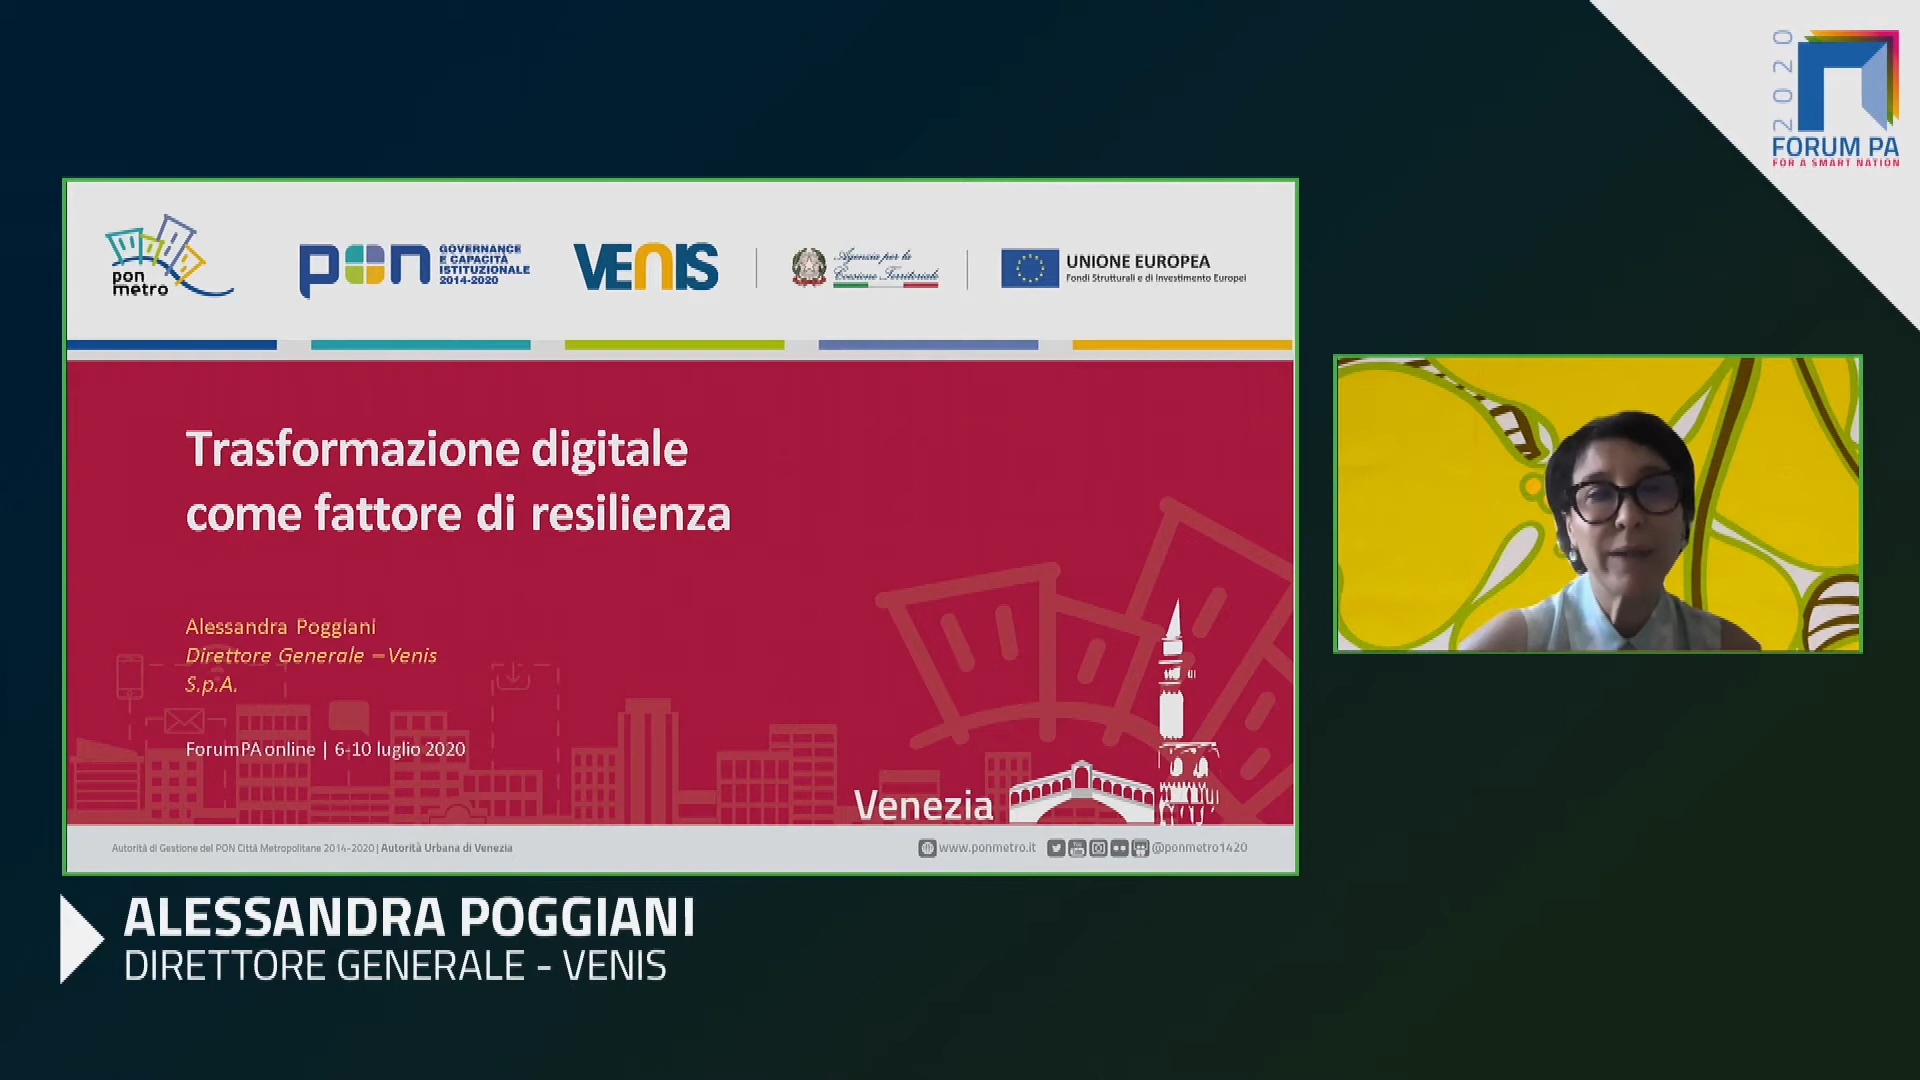 2020
FORUM PA
FOR A SMART NATION
pon
metro
pon
GOVERNANCE
E CAPACITÀ
ISTITUZIONALE
2014-2020
VENIS
Agenzia per la
Coesione Territoriale
UNIONE EUROPEA
Fondi Strutturali e di Investimento Europei
Trasformazione digitale
come fattore di resilienza
Alessandra Poggiani
Direttore Generale – Venis
S.p.A.
ForumPA online | 6-10 luglio 2020
Venezia
Autorità di Gestione del PON Città Metropolitane 2014-2020 | Autorità Urbana di Venezia
www.ponmetro.it
@ponmetro1420
ALESSANDRA POGGIANI
DIRETTORE GENERALE - VENIS